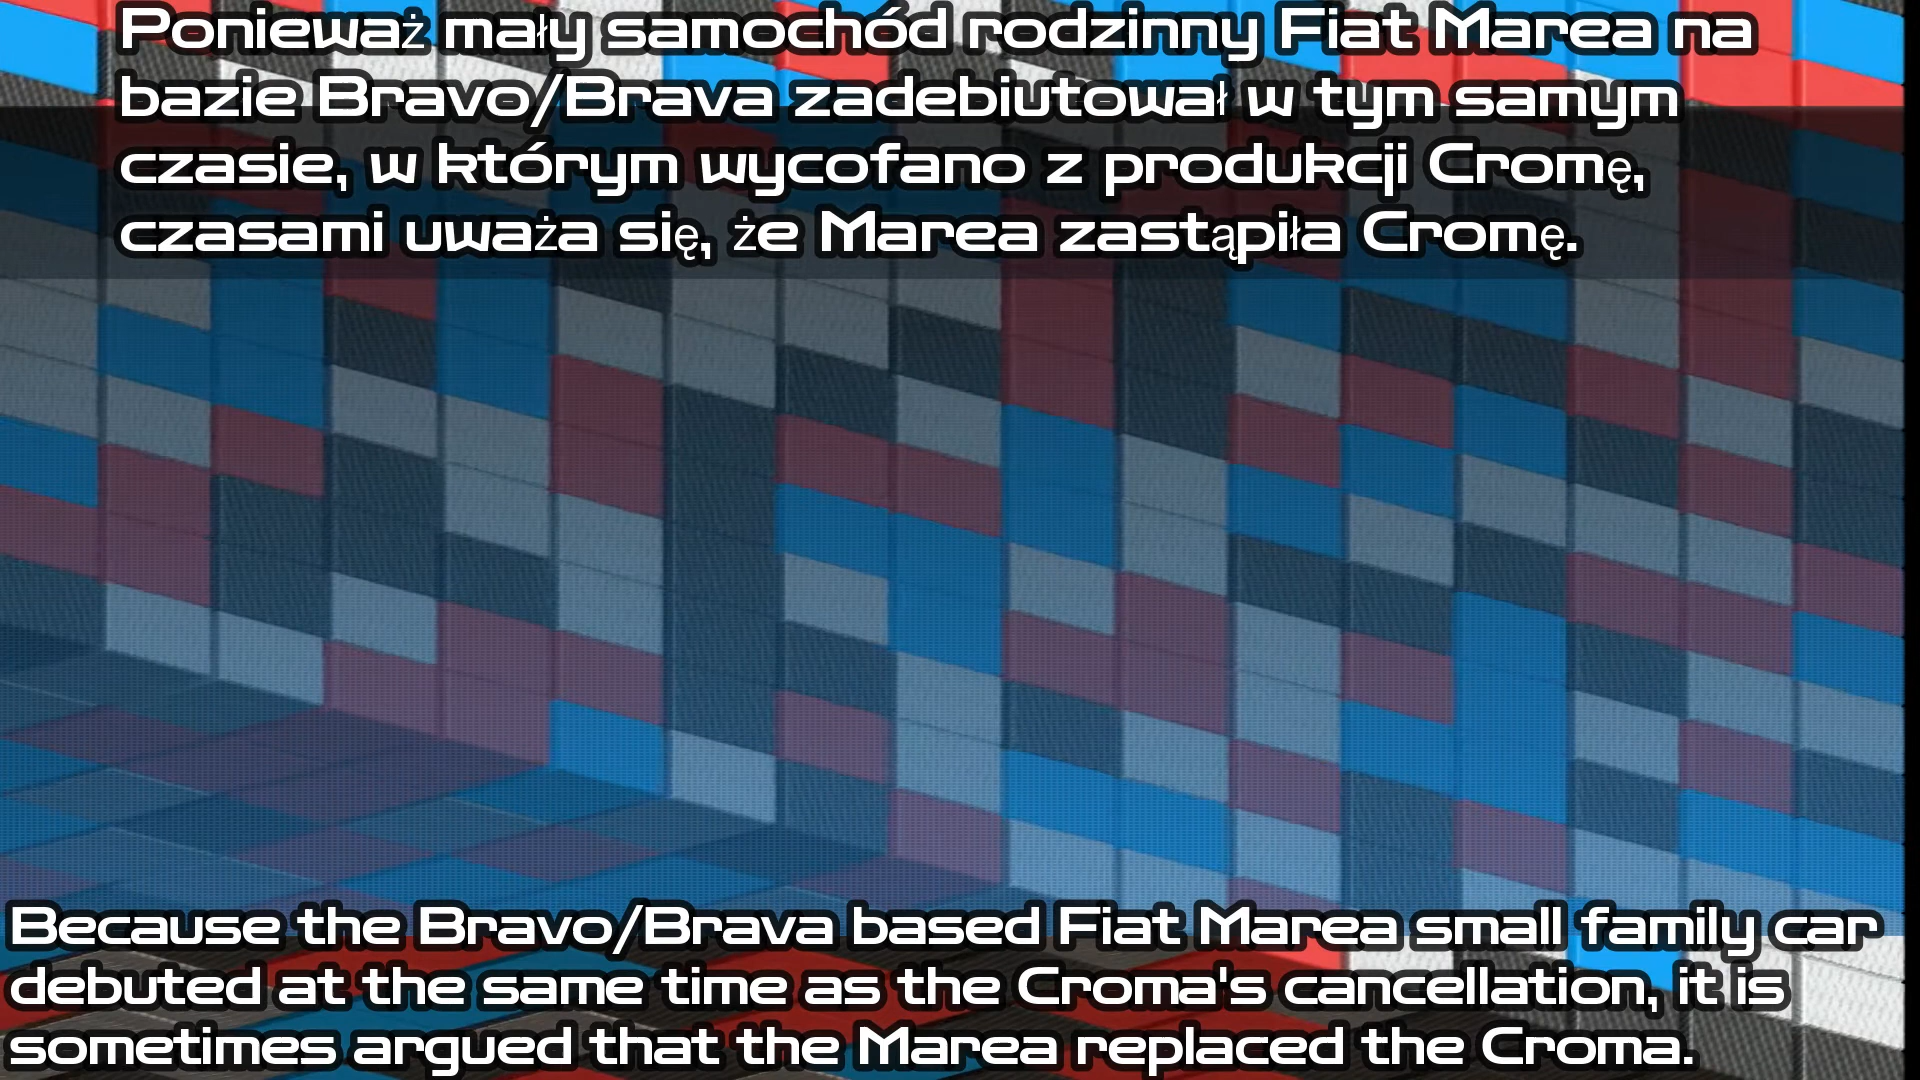 Ponieważ mały samochód rodzinny Fiat Marea na
bazie Bravo/Brava zadebiutował w tym samym
czasie, w którym wycofano z produkcji Cromę,
czasami uważa się, że Marea zastąpiła Cromę.
Because the Bravo/Brava based Fiat Marea small family car
debuted at the same time as the Croma's cancellation, it is
sometimes argued that the Marea replaced the Croma.